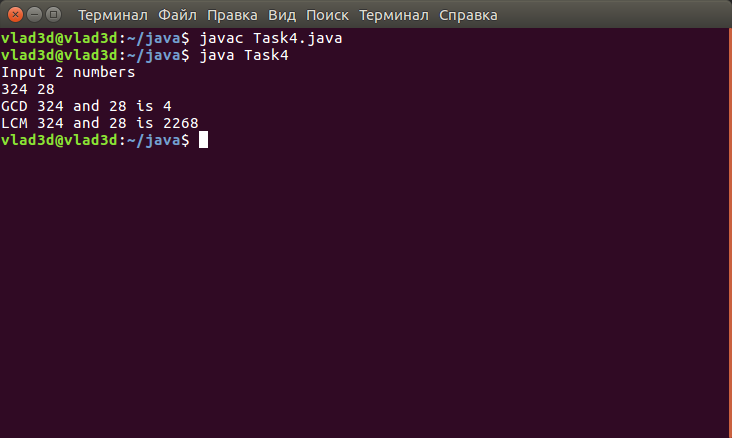 Терминал Файл Правка Вид Поиск Терминал Справка
vlad3d@vlad3d:~/java$ javac Task4.java
vlad3d@vlad3d:~/java$ java Task4
Input 2 numbers
324 28
GCD 324 and 28 is 4
LCM 324 and 28 is 2268
vlad3d@vlad3d:~/java$